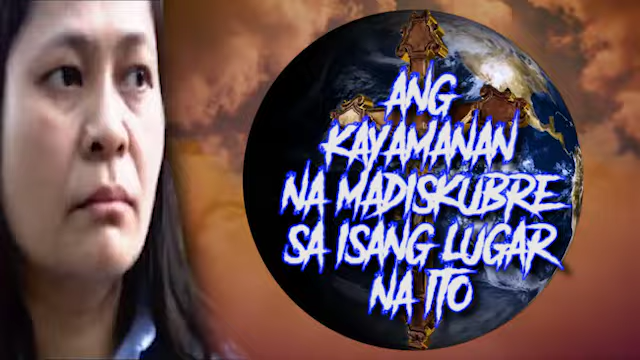 ANG
KAYAMANAN
NA MADISKUBRE
SA ISANG LUGAR
NA ITO